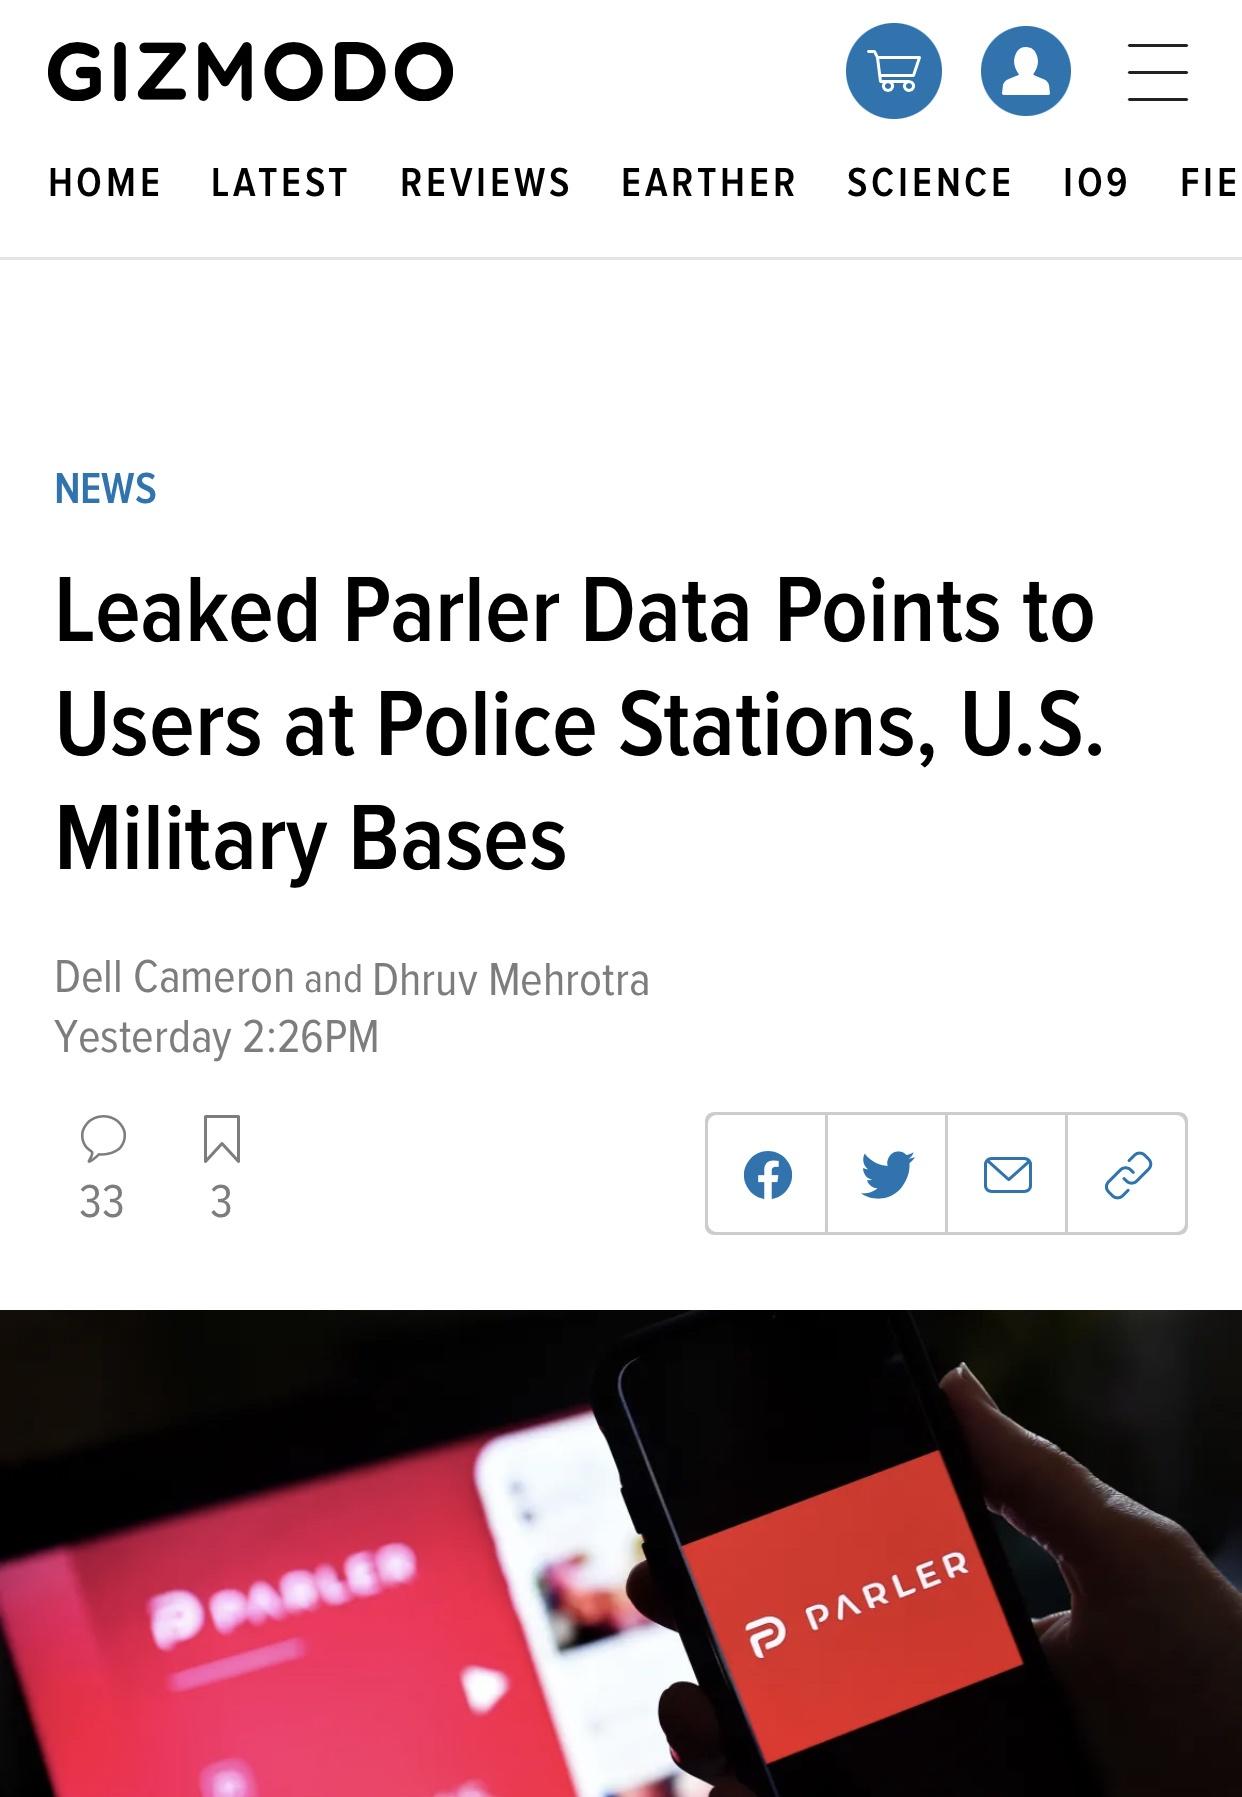 GIZMODO
HOME LATEST REVIEWS EARTHER SCIENCE IO9 FIE
NEWS
Leaked Parler Data Points to
Users at Police Stations, U.S.
Military Bases
Dell Cameron and Dhruv Mehrotra
Yesterday 2:26PM
33 3
PARLER
PARLER